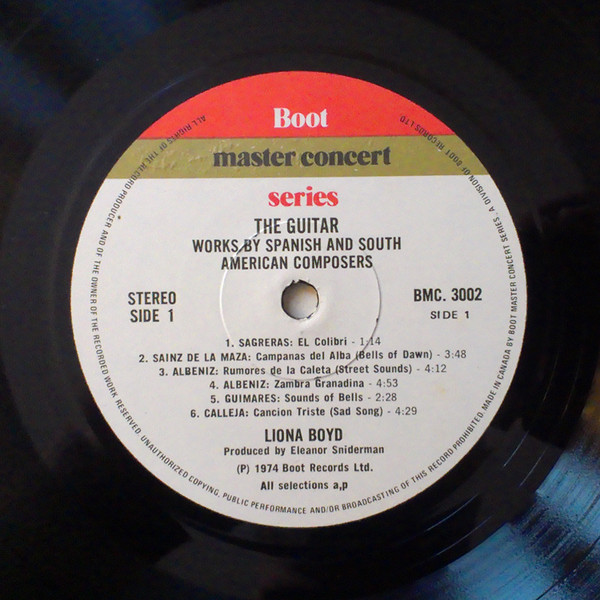 Boot
master concert
series
THE GUITAR
WORKS BY SPANISH AND SOUTH
AMERICAN COMPOSERS
STEREO
SIDE 1
BMC. 3002
SIDE 1
1. SAGRERAS: EL Colibri - 1:14
2. SAINZ DE LA MAZA: Campanas del Alba (Bells of Dawn) - 3:48
3. ALBENIZ: Rumores de la Caleta (Street Sounds) - 4:12
4. ALBENIZ: Zambra Granadina - 4:53
5. GUIMARES: Sounds of Bells - 2:28
6. CALLEJA: Cancion Triste (Sad Song) - 4:29
LIONA BOYD
Produced by Eleanor Sniderman
(P) 1974 Boot Records Ltd.
All selections a,p
ALL RIGHTS OF THE RECORD PRODUCER AND OF THE OWNER OF THE RECORDED WORK RESERVED. UNAUTHORIZED COPYING, PUBLIC PERFORMANCE AND/OR BROADCASTING OF THIS RECORD PROHIBITED. MADE IN CANADA BY BOOT MASTER CONCERT SERIES, A DIVISION OF BOOT RECORDS LTD.